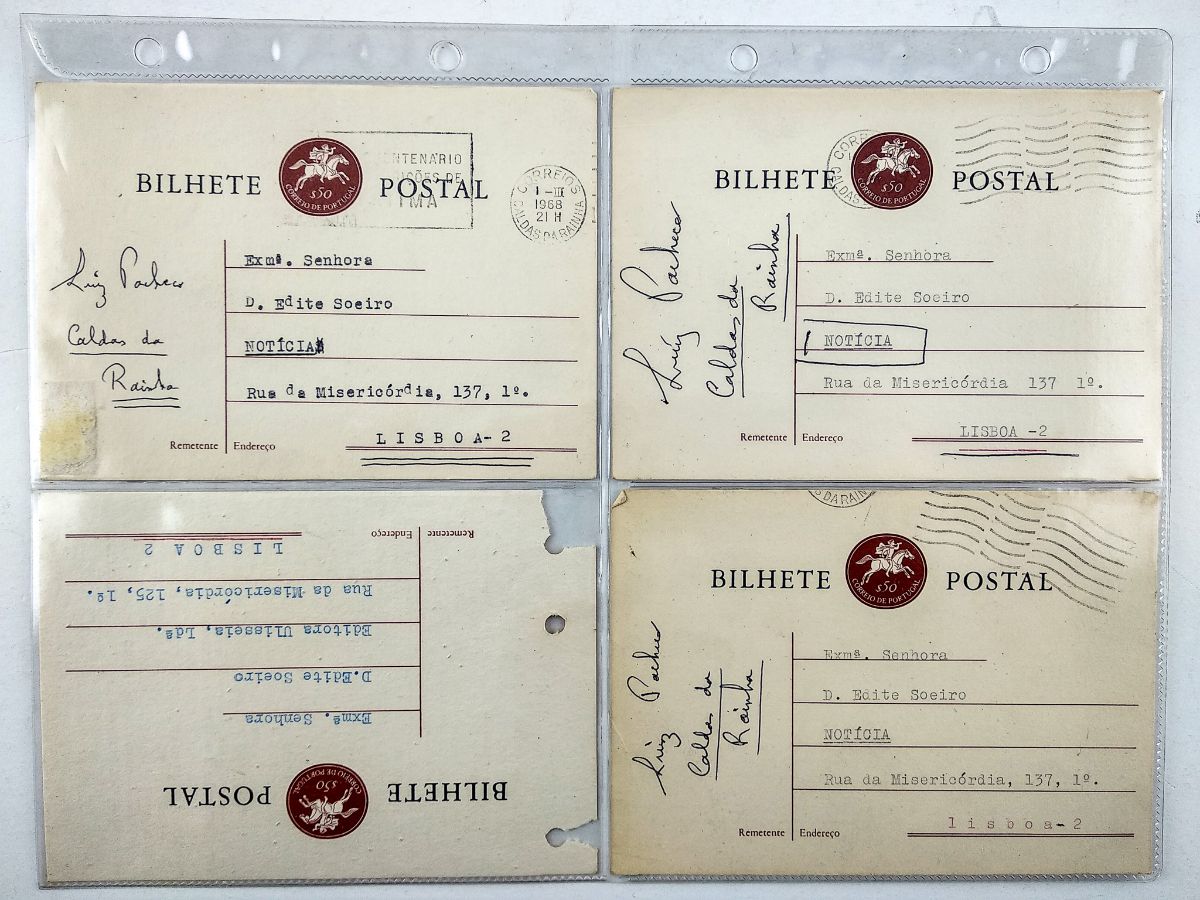 BILHETE POSTAL
$50
CORREIO DE PORTUGAL
CORREIOS
1-III
1968
21 H
CALDAS DA RAINHA
Luiz Pacheco
Caldas da
Rainha
Exmª. Senhora
D. Edite Soeiro
NOTÍCIA
Rua da Misericórdia, 137, 1º.
Remetente
Endereço
LISBOA-2
BILHETE POSTAL
$50
CORREIO DE PORTUGAL
Luiz Pacheco
Caldas da
Rainha
Exmª. Senhora
D. Edite Soeiro
NOTÍCIA
Rua da Misericórdia 137 1º.
Remetente
Endereço
LISBOA -2
BILHETE POSTAL
$50
CORREIO DE PORTUGAL
Exmª. Senhora
D.Edite Soeiro
Editora Ulisseia, Ldª.
Rua da Misericórdia, 125, 1º.
LISBOA 2
Remetente
Endereço
BILHETE POSTAL
$50
CORREIO DE PORTUGAL
Luiz Pacheco
Caldas da
Rainha
Exmª. Senhora
D. Edite Soeiro
NOTÍCIA
Rua da Misericórdia, 137, 1º.
Remetente
Endereço
lisboa-2